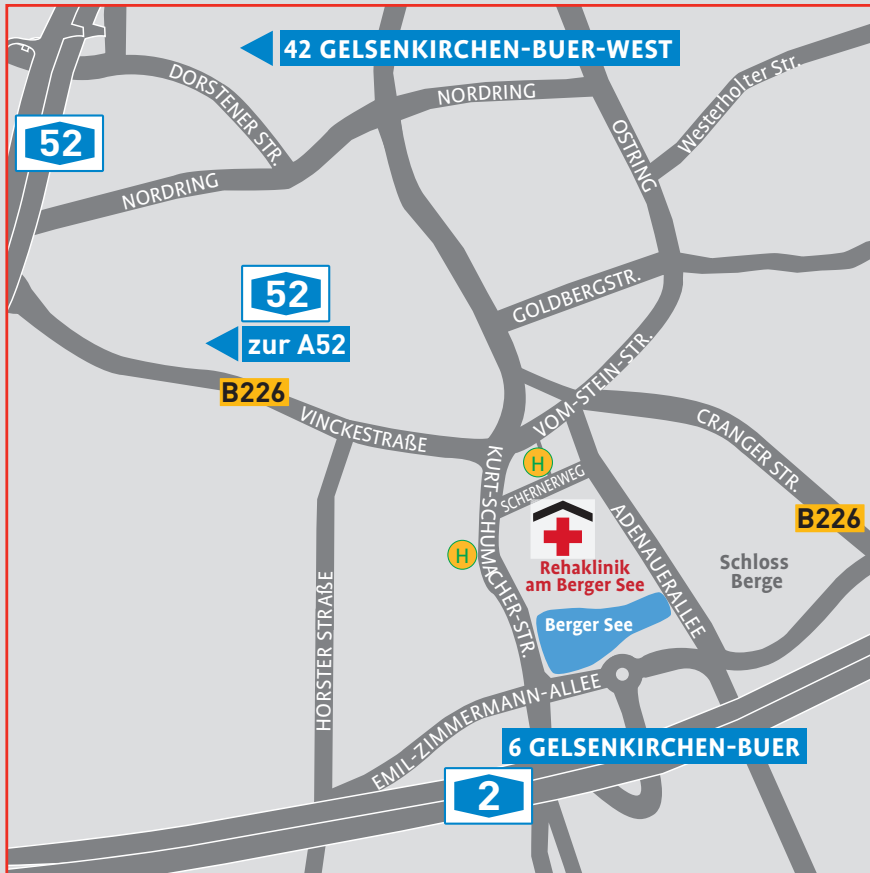 42 GELSENKIRCHEN-BUER-WEST
DORSTENER STR.
NORDRING
Westerholter Str.
52
OSTRING
NORDRING
52
zur A52
GOLDBERGSTR.
B226
VINCKESTRAßE
VOM-STEIN-STR.
CRANGER STR.
KURT-SCHUMACHER-STR.
H
SCHERNERWEG
ADENAUERALLEE
B226
H
Rehaklinik
am Berger See
Schloss
Berge
HORSTER STRAßE
Berger See
EMIL-ZIMMERMANN-ALLEE
6 GELSENKIRCHEN-BUER
2